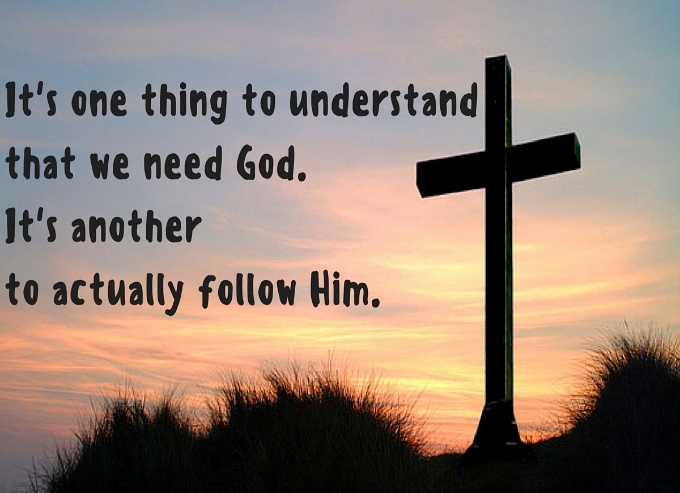 It's one thing to understand
that we need God.
It's another
to actually follow Him.